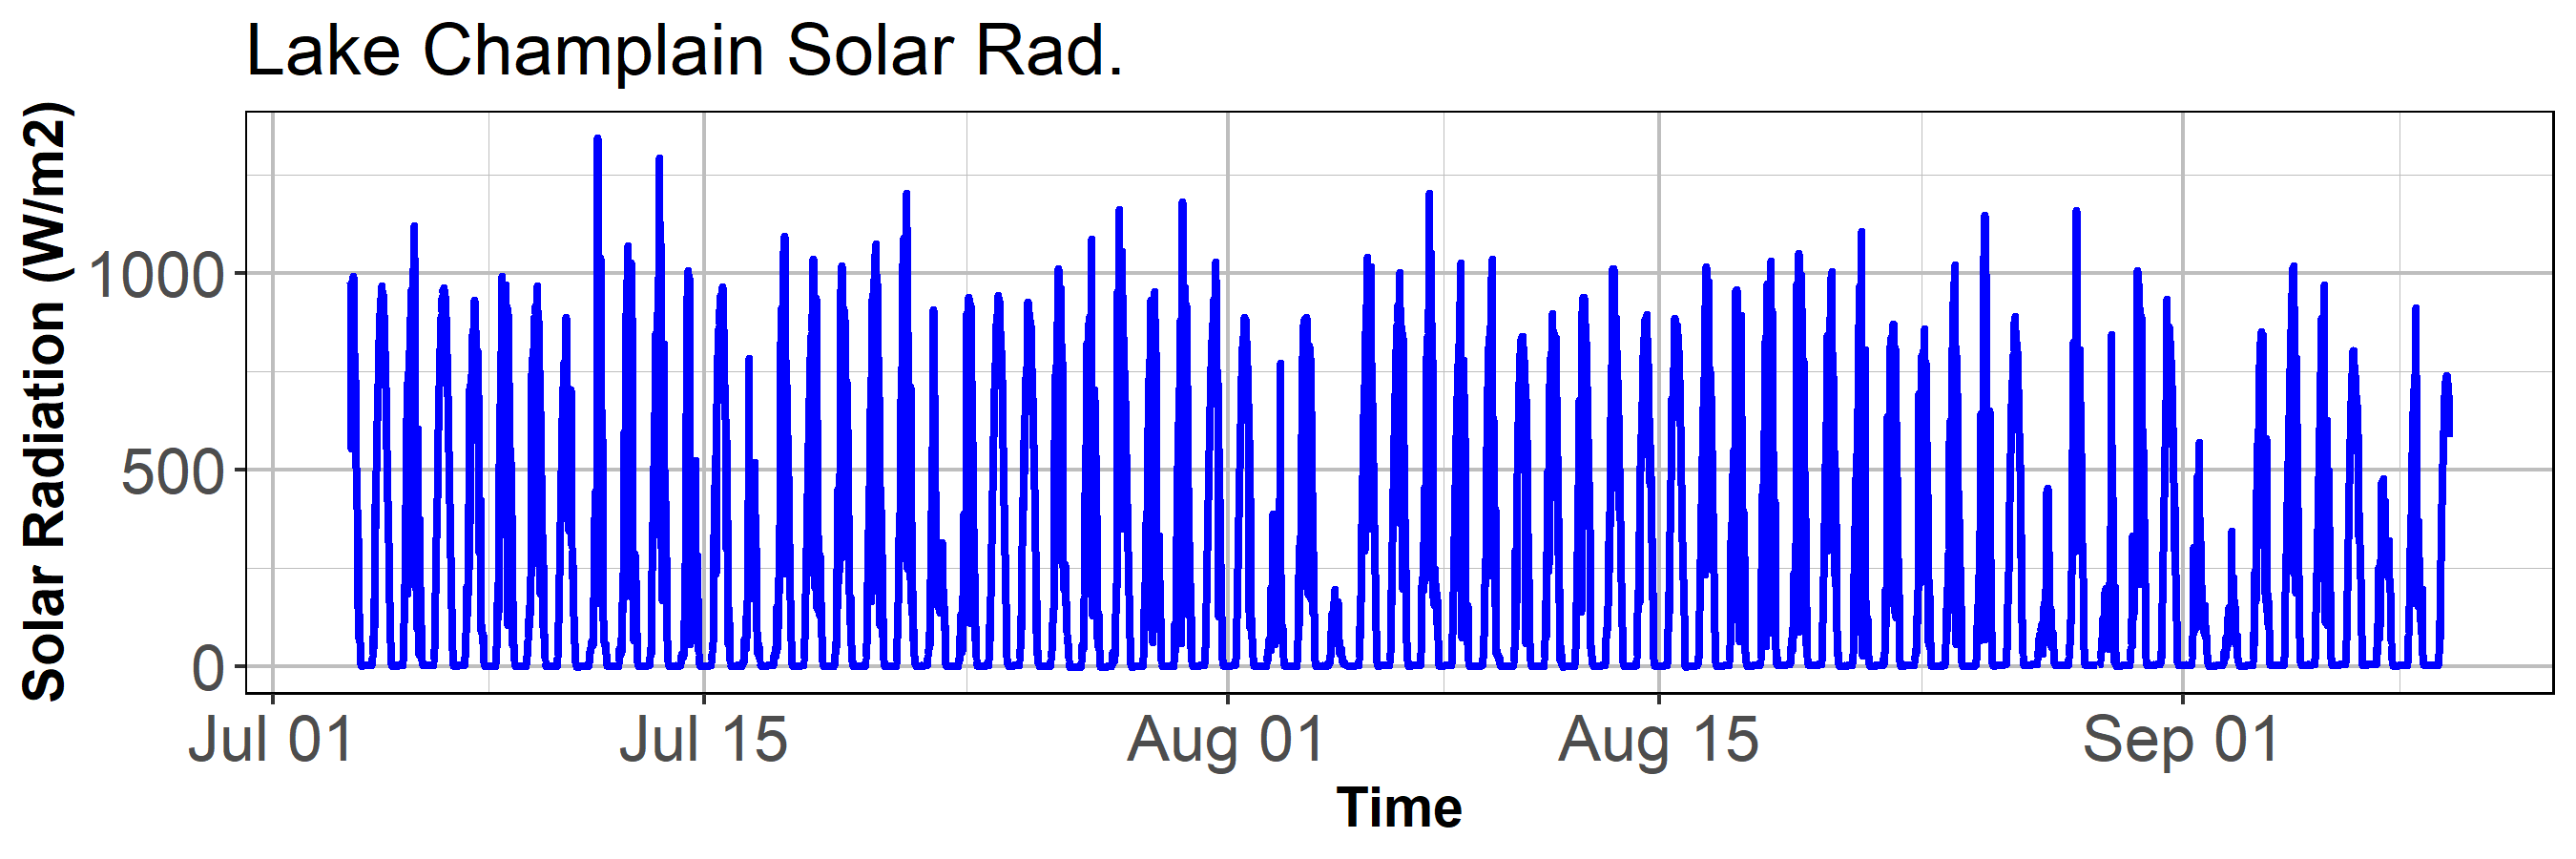 Lake Champlain Solar Rad.
Solar Radiation (W/m2)
1000
500
0
Jul 01
Jul 15
Aug 01
Aug 15
Sep 01
Time